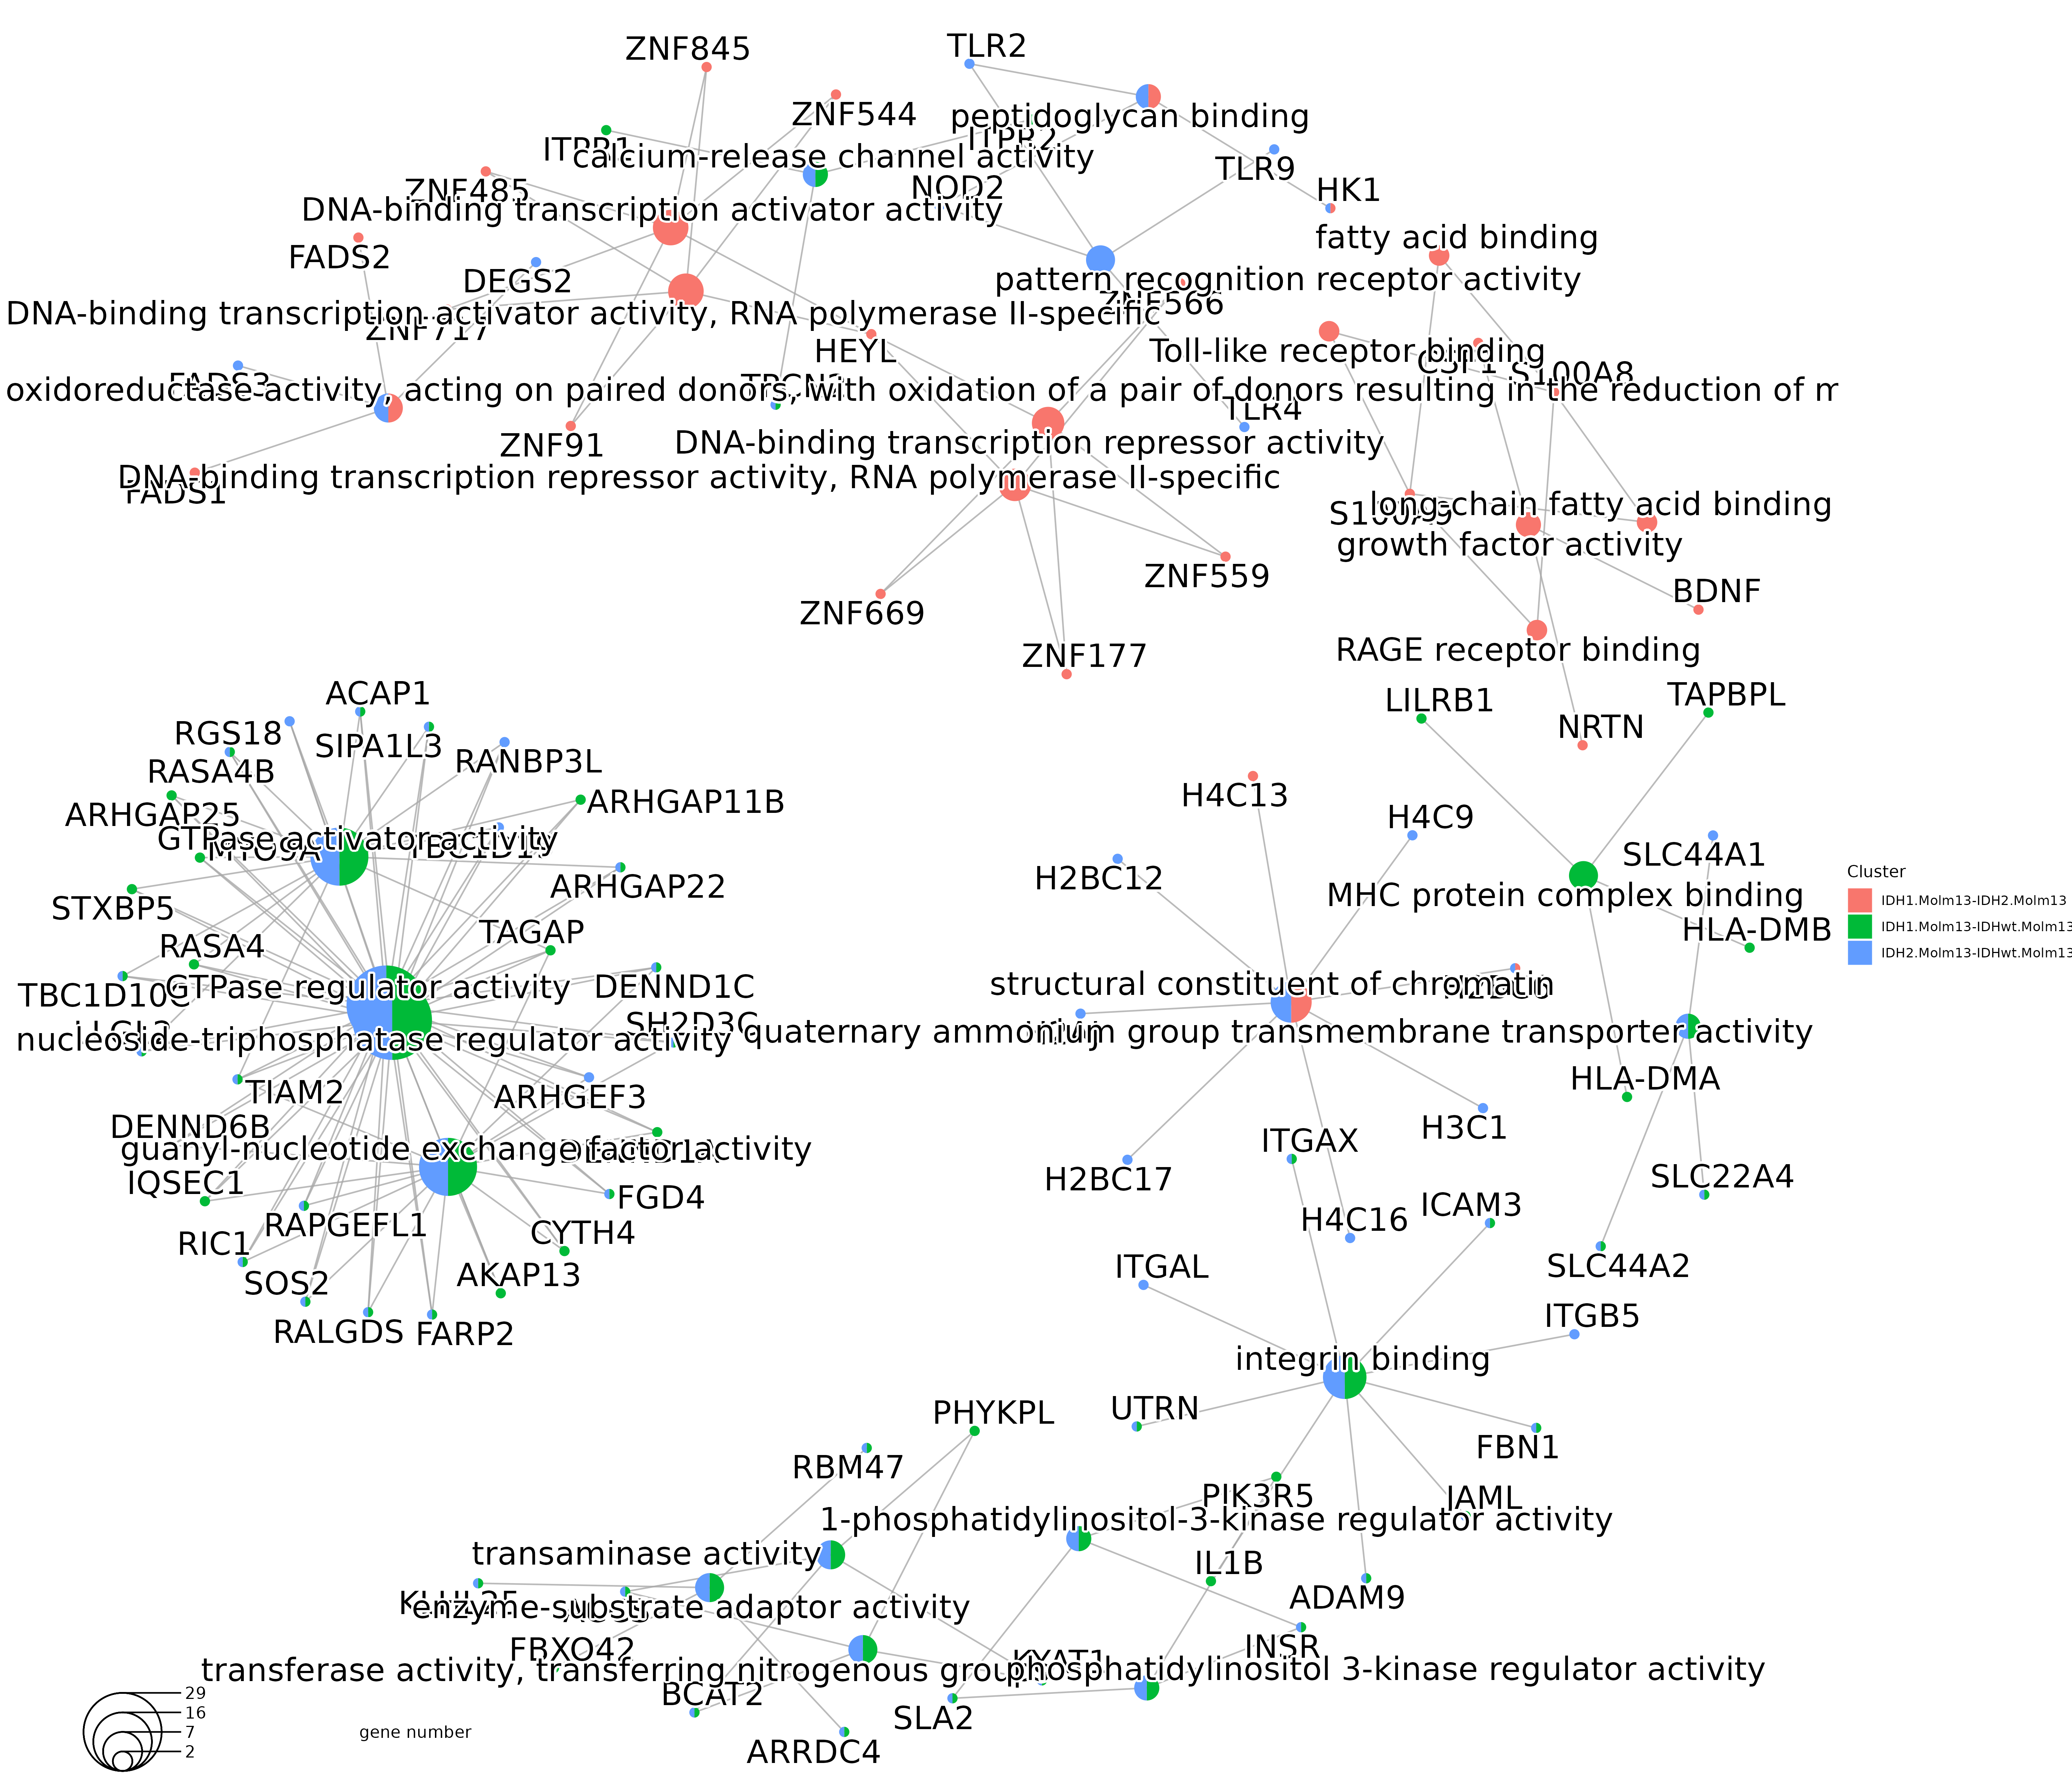 ZNF845
TLR2
ZNF544
peptidoglycan binding
ITPR2
ITPR1
calcium-release channel activity
TLR9
NOD2
HK1
ZNF485
DNA-binding transcription activator activity
fatty acid binding
FADS2
DEGS2
pattern recognition receptor activity
ZNF566
DNA-binding transcription activator activity, RNA polymerase II-specific
ZNF717
HEYL
Toll-like receptor binding
CSF1
S100A8
FADS3
oxidoreductase activity, acting on paired donors, with oxidation of a pair of donors resulting in the reduction of m
TLR4
ZNF91
DNA-binding transcription repressor activity
DNA-binding transcription repressor activity, RNA polymerase II-specific
FADS1
long-chain fatty acid binding
S100A9
growth factor activity
ZNF559
BDNF
ZNF669
ZNF177
RAGE receptor binding
ACAP1
LILRB1
TAPBPL
RGS18
SIPA1L3
NRTN
RANBP3L
RASA4B
H4C13
ARHGAP11B
ARHGAP25
H4C9
GTPase activator activity
MYO9A
SLC44A1
H2BC12
ARHGAP22
MHC protein complex binding
STXBP5
TAGAP
HLA-DMB
RASA4
GTPase regulator activity
TBC1D10C
DENND1C
structural constituent of chromatin
SH2D3C
nucleoside-triphosphatase regulator activity
quaternary ammonium group transmembrane transporter activity
TIAM2
ARHGEF3
HLA-DMA
DENND6B
H3C1
guanyl-nucleotide exchange factor activity
ITGAX
IQSEC1
FGD4
H2BC17
SLC22A4
RAPGEFL1
CYTH4
H4C16
ICAM3
RIC1
SOS2
AKAP13
ITGAL
SLC44A2
RALGDS
FARP2
ITGB5
integrin binding
PHYKPL
UTRN
RBM47
FBN1
PIK3R5
JAML
1-phosphatidylinositol-3-kinase regulator activity
transaminase activity
IL1B
ADAM9
KLHL25
enzyme-substrate adaptor activity
FBXO42
INSR
KYAT1
transferase activity, transferring nitrogenous groups
phosphatidylinositol 3-kinase regulator activity
BCAT2
SLA2
ARRDC4
Cluster
IDH1.Molm13-IDH2.Molm13
IDH1.Molm13-IDHwt.Molm13
IDH2.Molm13-IDHwt.Molm13
29
16
7
2
gene number